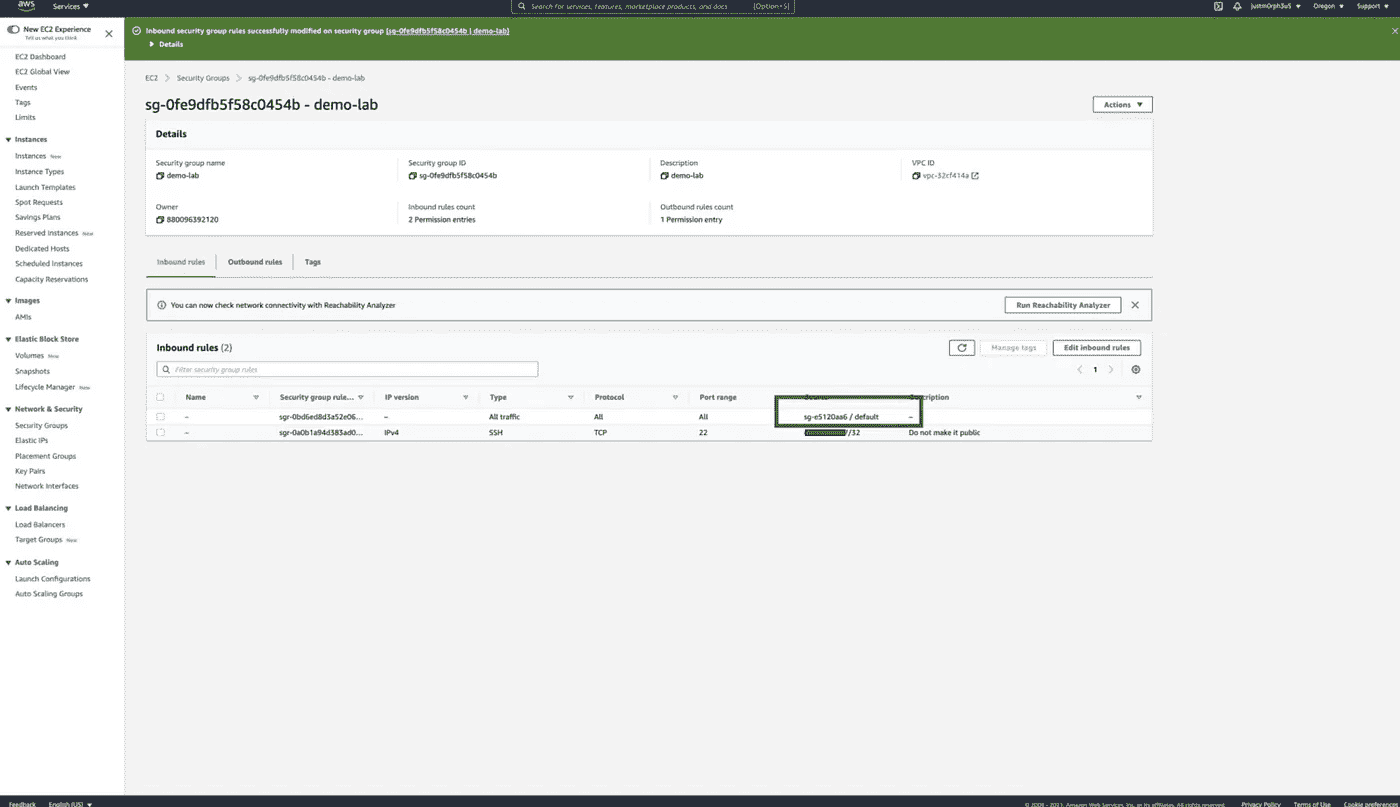 aws Services ▼ Search for services, features, marketplace products, and docs [Option+S] justm0rph3u5 ▼ Oregon ▼ Support ▼
New EC2 Experience
Tell us what you think
Inbound security group rules successfully modified on security group (sg-0fe9dfb5f58c0454b | demo-lab)
Details
EC2 Dashboard
EC2 Global View
Events
Tags
Limits
Instances
Instances New
Instance Types
Launch Templates
Spot Requests
Savings Plans
Reserved Instances New
Dedicated Hosts
Scheduled Instances
Capacity Reservations
Images
AMIs
Elastic Block Store
Volumes New
Snapshots
Lifecycle Manager New
Network & Security
Security Groups
Elastic IPs
Placement Groups
Key Pairs
Network Interfaces
Load Balancing
Load Balancers
Target Groups New
Auto Scaling
Launch Configurations
Auto Scaling Groups
EC2 > Security Groups > sg-0fe9dfb5f58c0454b - demo-lab
sg-0fe9dfb5f58c0454b - demo-lab
Actions ▼
Details
Security group name
demo-lab
Security group ID
sg-0fe9dfb5f58c0454b
Description
demo-lab
VPC ID
vpc-32cf414a
Owner
880096392120
Inbound rules count
2 Permission entries
Outbound rules count
1 Permission entry
Inbound rules Outbound rules Tags
You can now check network connectivity with Reachability Analyzer
Run Reachability Analyzer
Inbound rules (2)
Manage tags
Edit inbound rules
Filter security group rules
1
Name Security group rule... IP version Type Protocol Port range
– sgr-0bd6ed8d3a52e06... – All traffic All All sg-e5120aa6 / default –
– sgr-0a0b1a94d383ad0... IPv4 SSH TCP 22 /32 Do not make it public
Feedback English (US) ▼ Amazon Web Services, Inc. or its affiliates. All rights reserved. Privacy Policy Terms of Use Cookie preferences